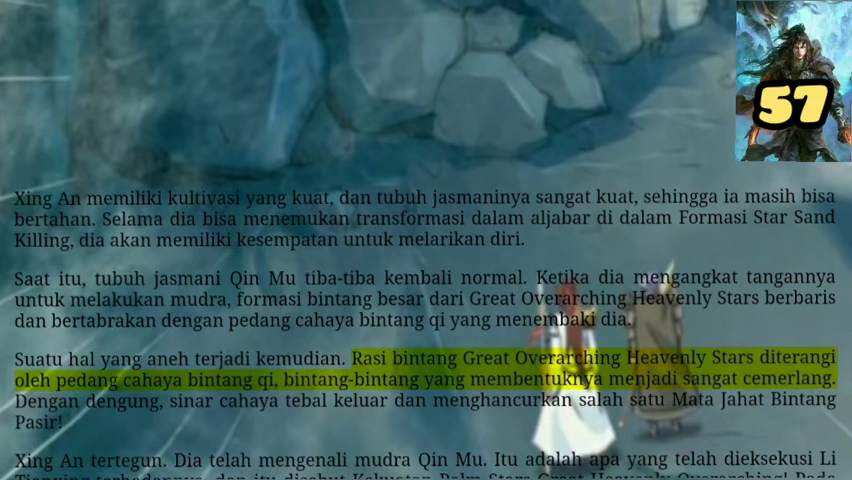 57
Xing An memiliki kultivasi yang kuat, dan tubuh jasmaninya sangat kuat, sehingga ia masih bisa
bertahan. Selama dia bisa menemukan transformasi dalam aljabar di dalam Formasi Star Sand
Killing, dia akan memiliki kesempatan untuk melarikan diri.
Saat itu, tubuh jasmani Qin Mu tiba-tiba kembali normal. Ketika dia mengangkat tangannya
untuk melakukan mudra, formasi bintang besar dari Great Overarching Heavenly Stars berbaris
dan bertabrakan dengan pedang cahaya bintang qi yang menembaki dia.
Suatu hal yang aneh terjadi kemudian. Rasi bintang Great Overarching Heavenly Stars diterangi
oleh pedang cahaya bintang qi, bintang-bintang yang membentuknya menjadi sangat cemerlang.
Dengan dengung, sinar cahaya tebal keluar dan menghancurkan salah satu Mata Jahat Bintang
Pasir!
Xing An tertegun. Dia telah mengenali mudra Qin Mu. Itu adalah apa yang telah dieksekusi Li